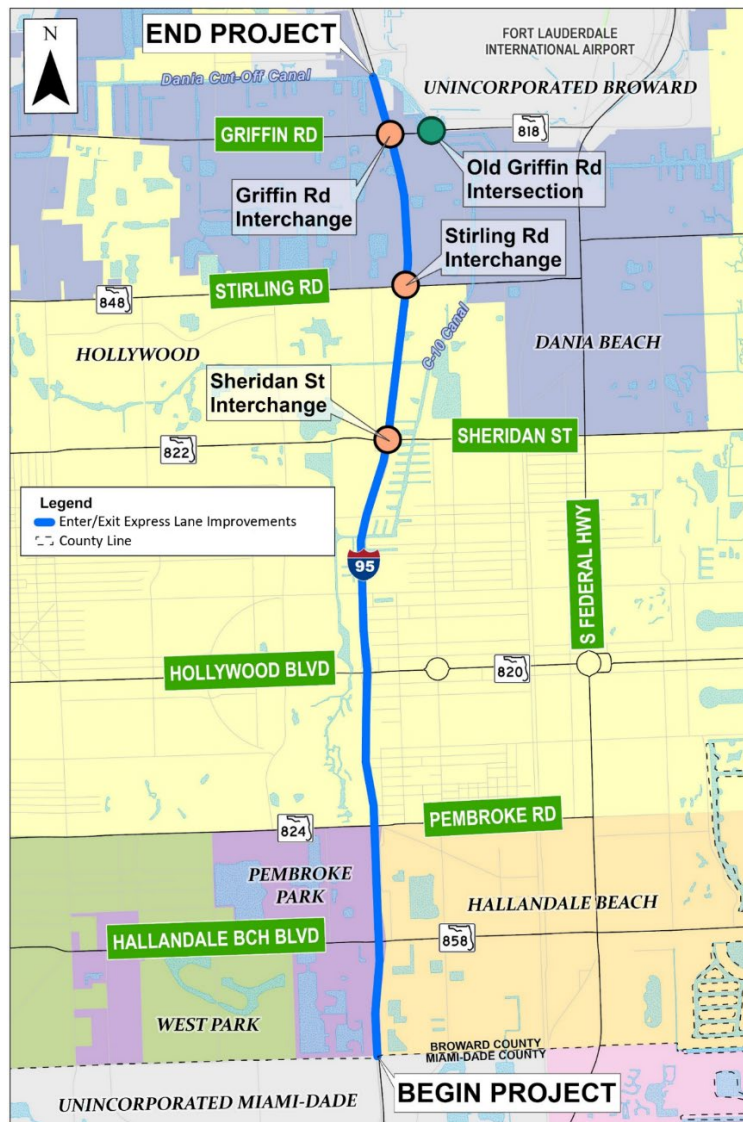 N
END PROJECT
FORT LAUDERDALE
INTERNATIONAL AIRPORT
Dania Cut-Off Canal
UNINCORPORATED BROWARD
GRIFFIN RD
818
Griffin Rd
Interchange
Old Griffin Rd
Intersection
Stirling Rd
Interchange
848
STIRLING RD
HOLLYWOOD
C-10 Canal
DANIA BEACH
Sheridan St
Interchange
822
SHERIDAN ST
Legend
Enter/Exit Express Lane Improvements
County Line
95
S FEDERAL HWY
HOLLYWOOD BLVD
820
824
PEMBROKE RD
PEMBROKE
PARK
HALLANDALE BEACH
HALLANDALE BCH BLVD
858
WEST PARK
BROWARD COUNTY
MIAMI-DADE COUNTY
BEGIN PROJECT
UNINCORPORATED MIAMI-DADE